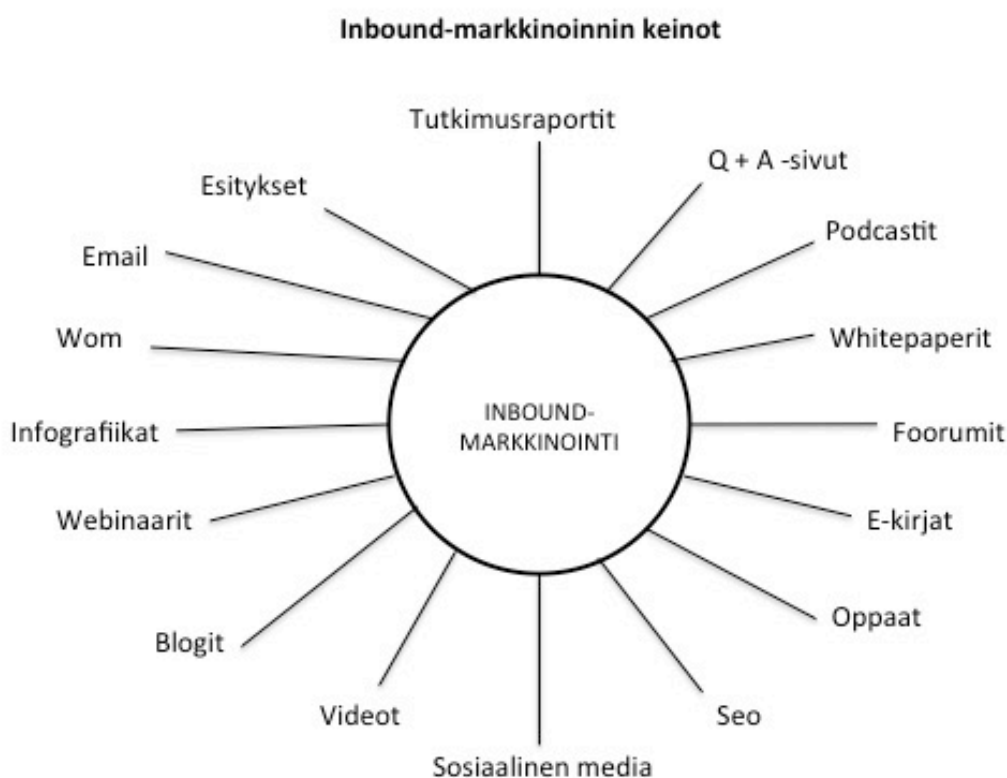 Inbound-markkinoinnin keinot
Tutkimusraportit
Q + A -sivut
Esitykset
Podcastit
Email
Wom
Whitepaperit
INBOUND-
MARKKINOINTI
Infografiikat
Foorumit
Webinaarit
E-kirjat
Oppaat
Blogit
Videot
Seo
Sosiaalinen media